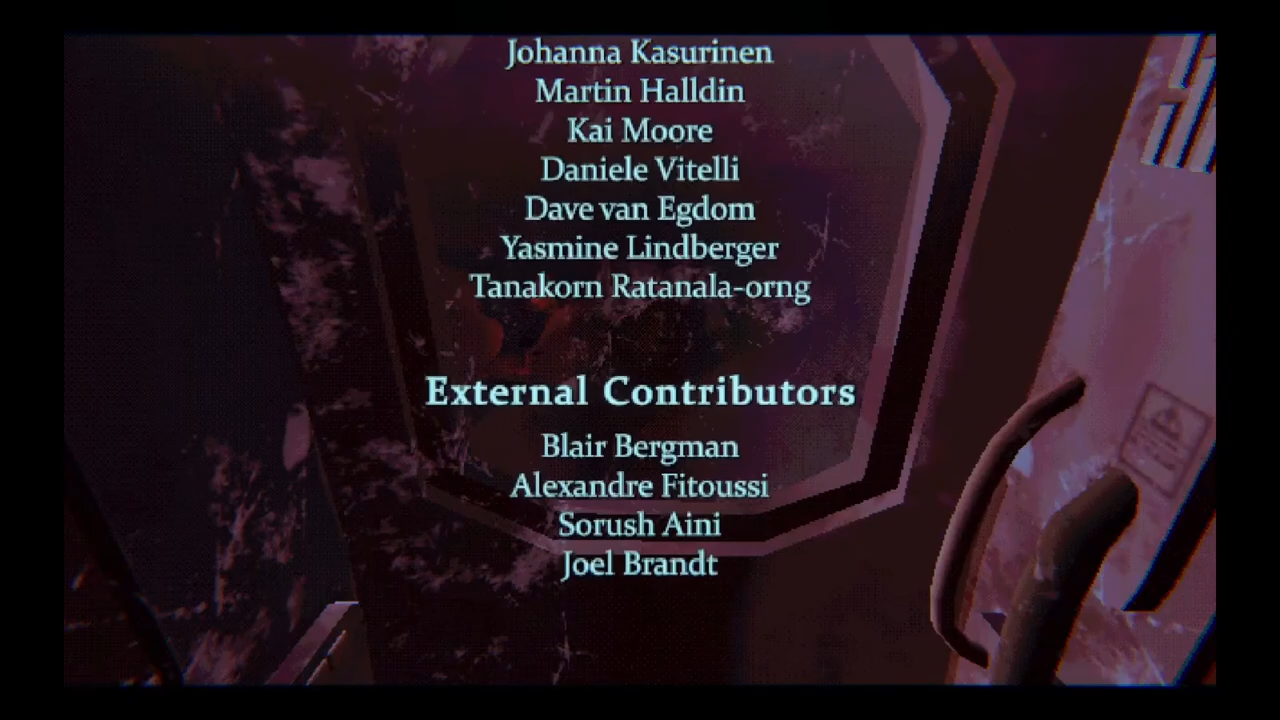 Johanna Kasurinen
Martin Halldin
Kai Moore
Daniele Vitelli
Dave van Egdom
Yasmine Lindberger
Tanakorn Ratanala-orng
External Contributors
Blair Bergman
Alexandre Fitoussi
Sorush Aini
Joel Brandt